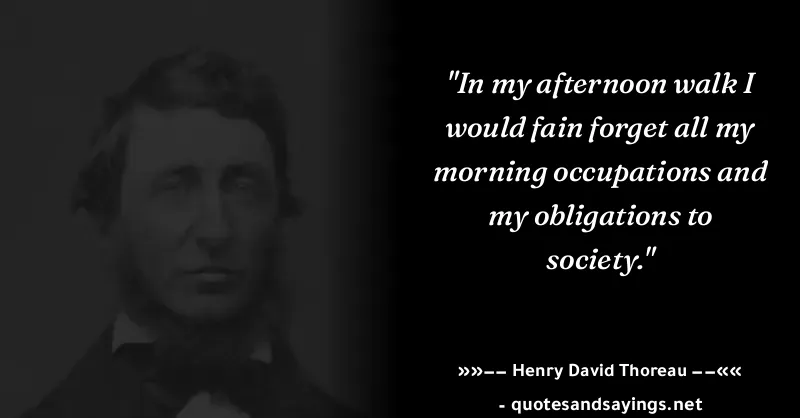 "In my afternoon walk I
would fain forget all my
morning occupations and
my obligations to
society."
»»–– Henry David Thoreau ––««
- quotesandsayings.net